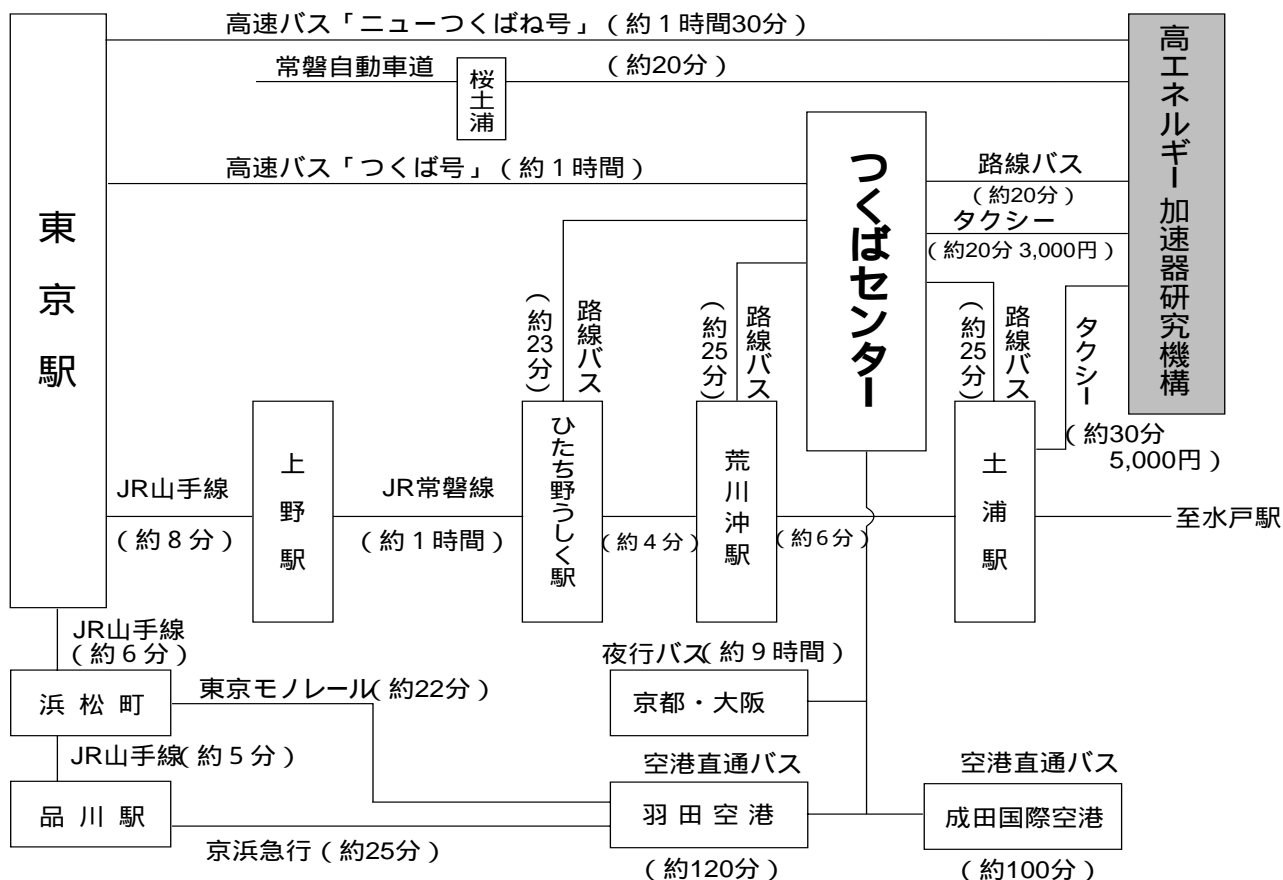 高速バス「ニューつくばね号」(約1時間30分)
常磐自動車道
桜土浦
(約20分)
高エネルギー加速器研究機構
東京駅
高速バス「つくば号」(約1時間)
つくばセンター
路線バス
(約20分)
タクシー
(約20分 3,000円)
(約23分)
路線バス
(約25分)
路線バス
(約25分)
路線バス
タクシー
(約30分
5,000円)
JR山手線
(約8分)
上野駅
JR常磐線
(約1時間)
ひたち野うしく駅
(約4分)
荒川沖駅
(約6分)
土浦駅
至水戸駅
JR山手線
(約6分)
浜松町
東京モノレール(約22分)
夜行バス(約9時間)
京都・大阪
JR山手線(約5分)
品川駅
京浜急行(約25分)
空港直通バス
羽田空港
(約120分)
空港直通バス
成田国際空港
(約100分)